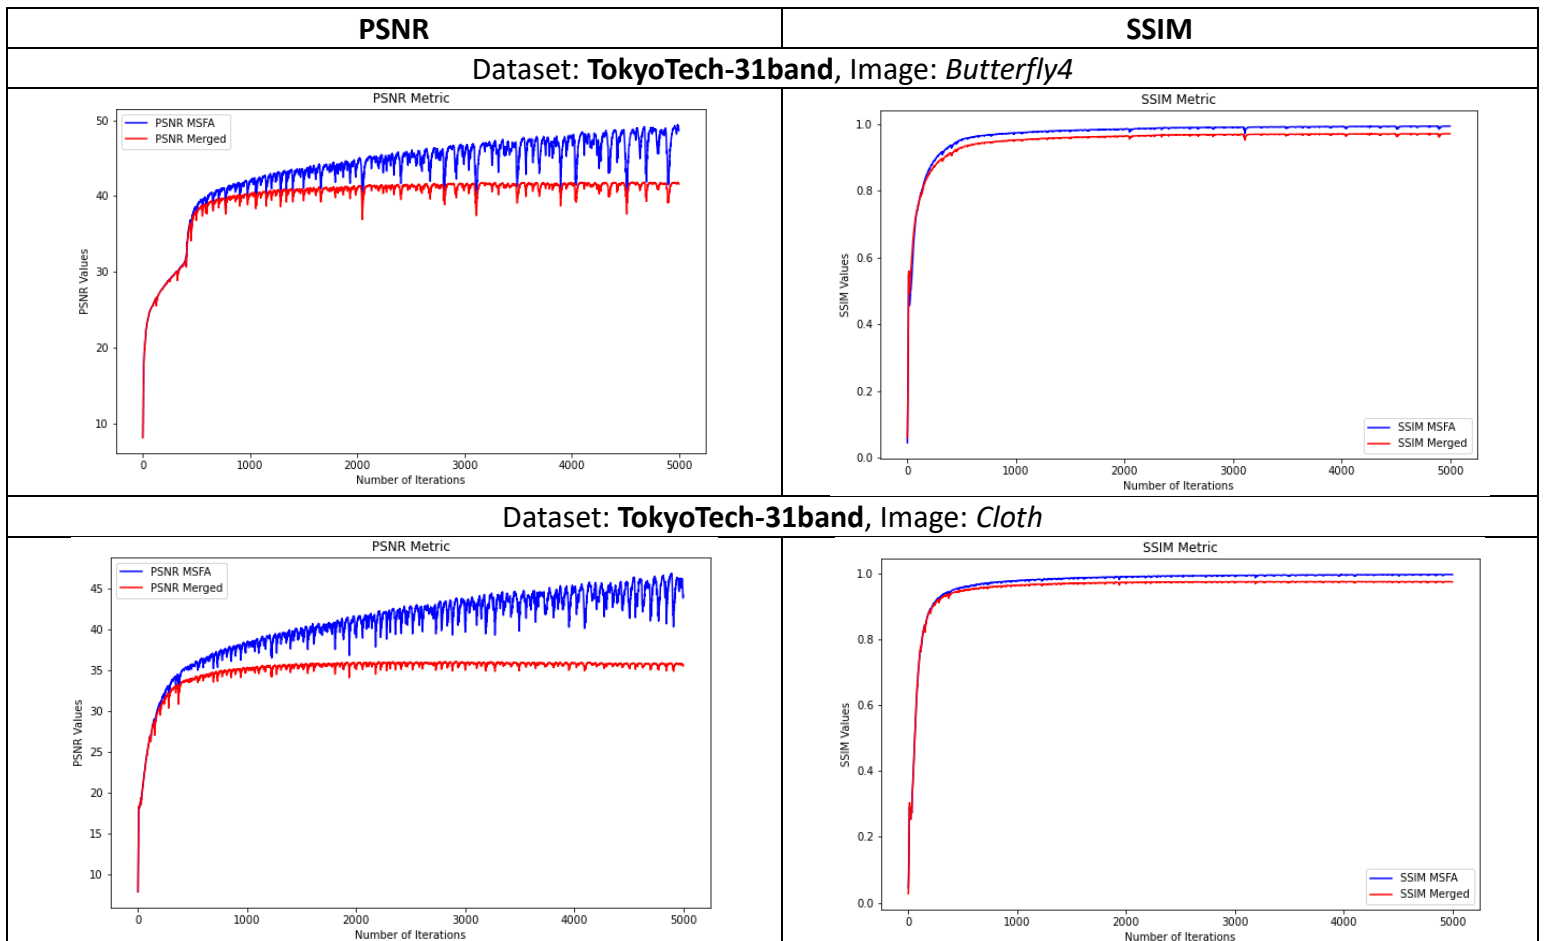 PSNR
SSIM
Dataset: TokyoTech-31band, Image: Butterfly4
PSNR Metric
PSNR MSFA
PSNR Merged
50
40
30
20
10
PSNR Values
0 1000 2000 3000 4000 5000
Number of Iterations
SSIM Metric
1.0
0.8
0.6
0.4
0.2
0.0
SSIM Values
SSIM MSFA
SSIM Merged
0 1000 2000 3000 4000 5000
Number of Iterations
Dataset: TokyoTech-31band, Image: Cloth
PSNR Metric
PSNR MSFA
PSNR Merged
45
40
35
30
25
20
15
10
PSNR Values
0 1000 2000 3000 4000 5000
Number of Iterations
SSIM Metric
1.0
0.8
0.6
0.4
0.2
0.0
SSIM Values
SSIM MSFA
SSIM Merged
0 1000 2000 3000 4000 5000
Number of Iterations